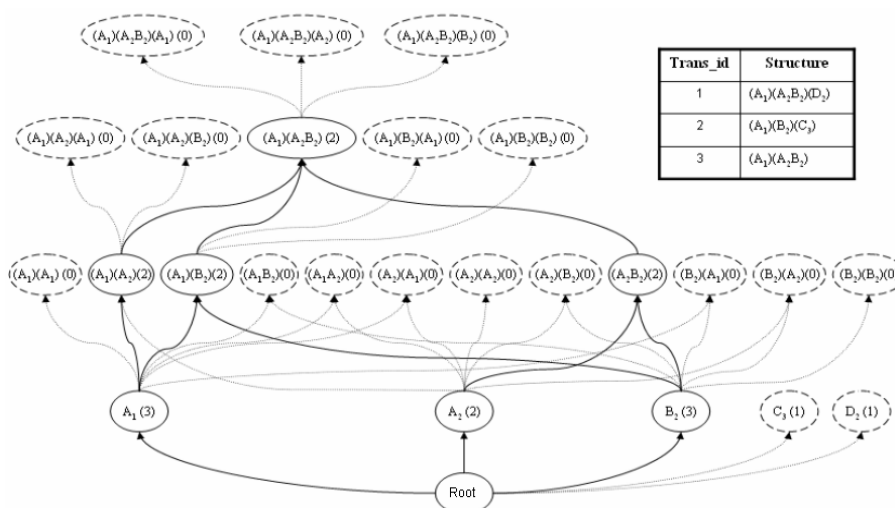 (A₁)(A₂B₂)(A₁) (0) (A₁)(A₂B₂)(A₂) (0) (A₁)(A₂B₂)(B₂) (0)
Trans_id Structure
1 (A₁)(A₂B₂)(D₂)
2 (A₁)(B₂)(C₃)
3 (A₁)(A₂B₂)
(A₁)(A₂)(A₁) (0) (A₁)(A₂)(B₂) (0) (A₁)(A₂B₂) (2) (A₁)(B₂)(A₁) (0) (A₁)(B₂)(B₂) (0)
(A₁)(A₁) (0) (A₁)(A₂)(2) (A₁)(B₂)(2) (A₁B₂)(0) (A₁A₂)(0) (A₂)(A₁)(0) (A₂)(A₂)(0) (A₂)(B₂)(0) (A₂B₂)(2) (B₂)(A₁)(0) (B₂)(A₂)(0) (B₂)(B₂)(0)
A₁ (3) A₂ (2) B₂ (3) C₃ (1) D₂ (1)
Root